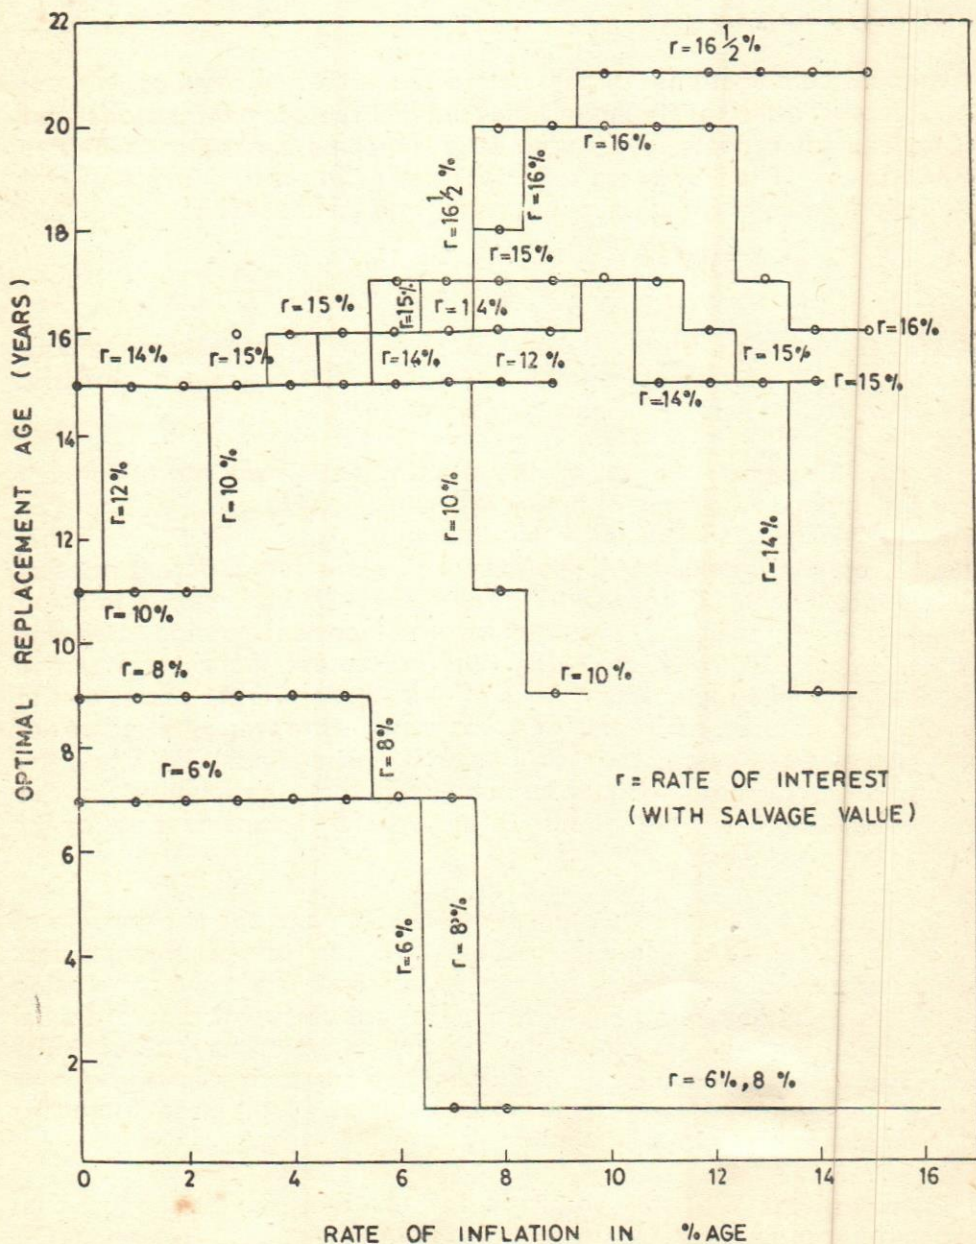 22
r = 16 1/2 %
20
r = 16%
r = 16 1/2 %
r = 16%
18
r = 15%
OPTIMAL REPLACEMENT AGE (YEARS)
r = 15%
r = 15%
r = 14%
16
r = 16%
r = 14%
r = 15%
r = 14%
r = 12%
r = 15%
r = 15%
r = 14%
14
r = 12%
r = 10%
r = 10%
r = 14%
12
r = 10%
10
r = 8%
r = 10%
8
r = 8%
r = 6%
r = RATE OF INTEREST
(WITH SALVAGE VALUE)
6
r = 6%
r = 8%
4
2
r = 6%, 8 %
0 2 4 6 8 10 12 14 16
RATE OF INFLATION IN %AGE